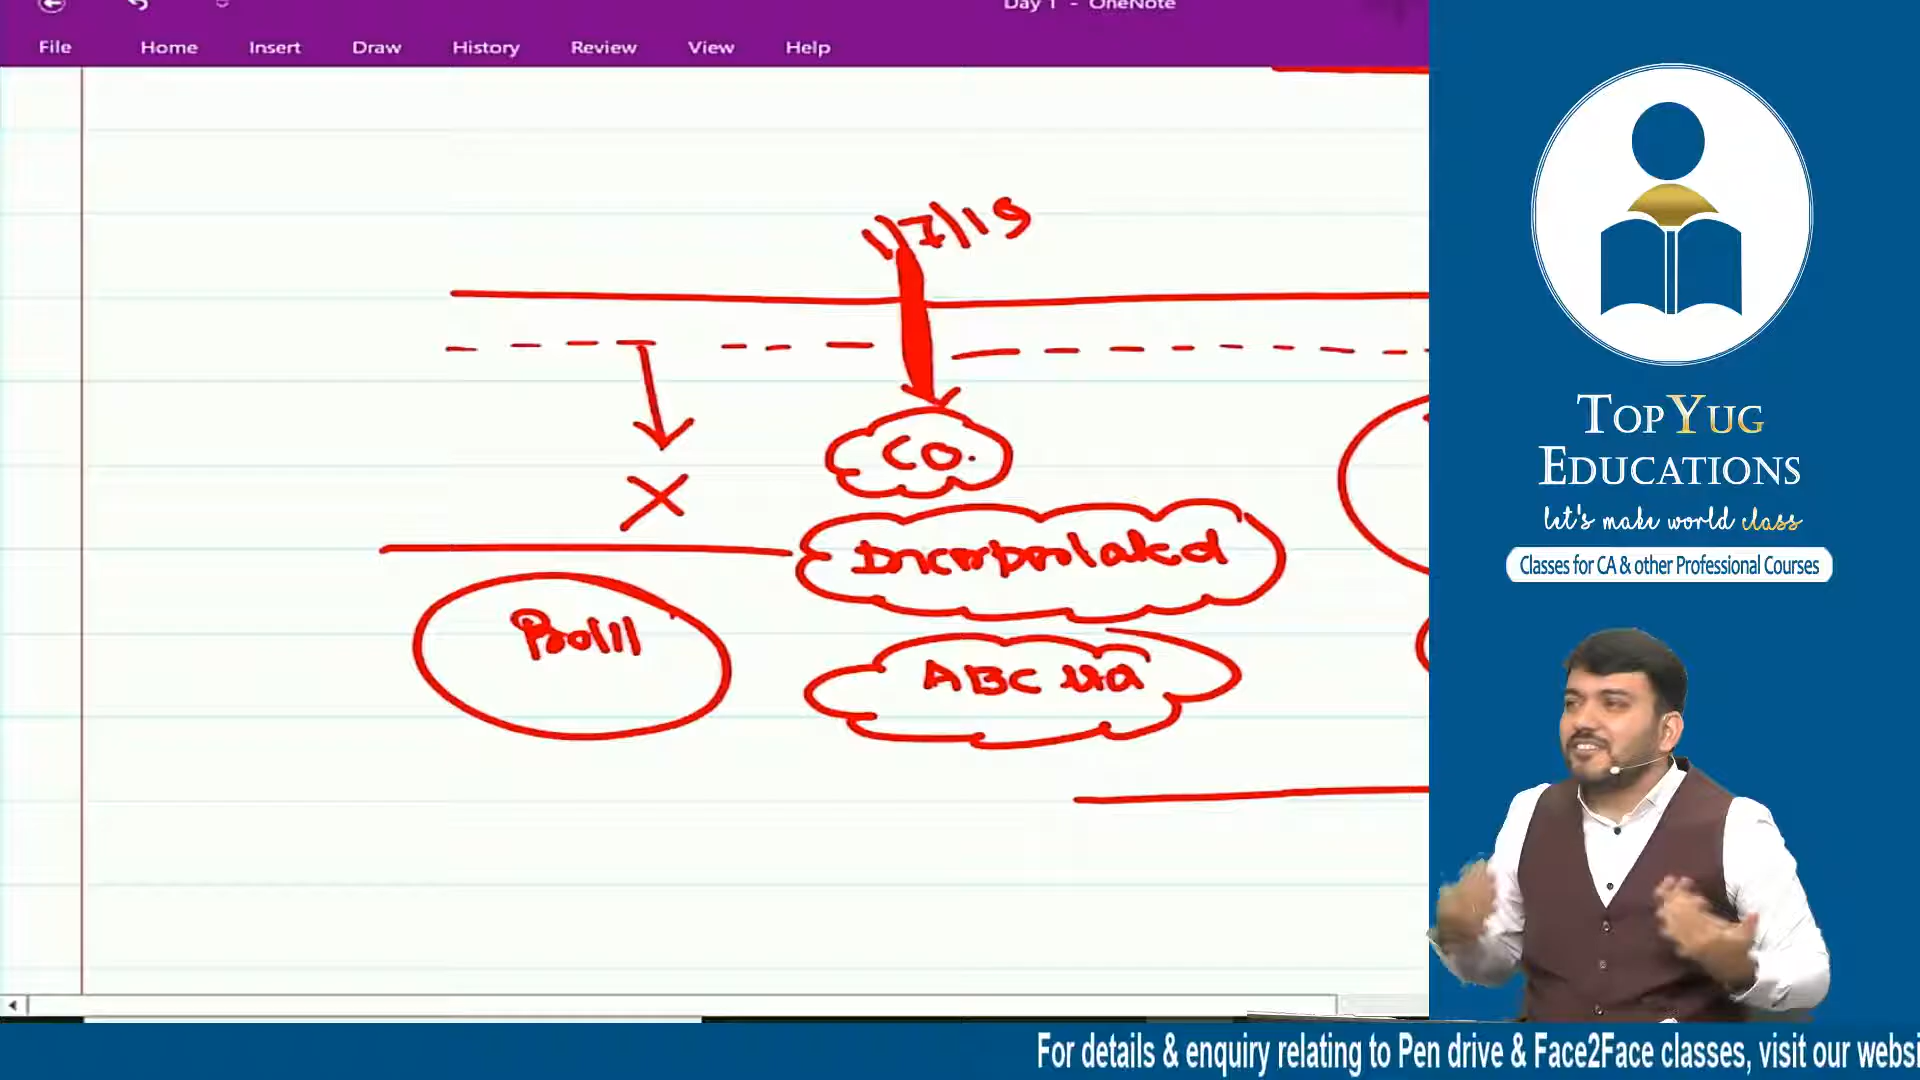 Day 1 - OneNote
File Home Insert Draw History Review View Help
1/7/19
CO.
Incorporated
ABC Ltd
TOPYUG
EDUCATIONS
let's make world class
Classes for CA & other Professional Courses
For details & enquiry relating to Pen drive & Face2Face classes, visit our websi